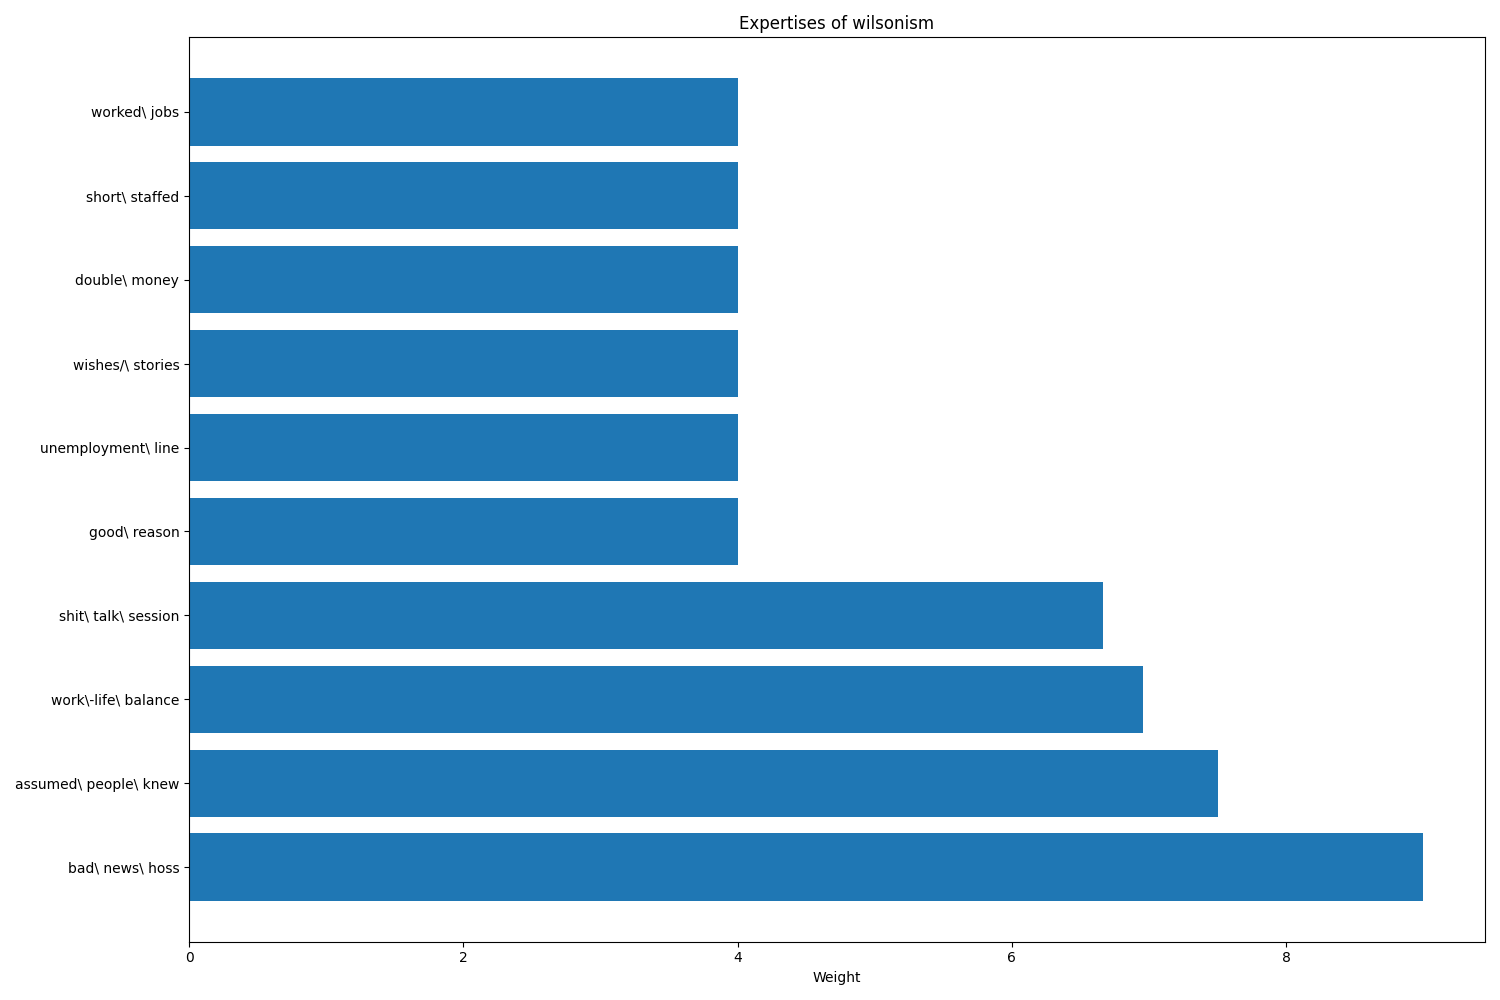 Expertises of wilsonism
worked\ jobs
short\ staffed
double\ money
wishes/\ stories
unemployment\ line
good\ reason
shit\ talk\ session
work\-life\ balance
assumed\ people\ knew
bad\ news\ hoss
0 2 4 6 8
Weight